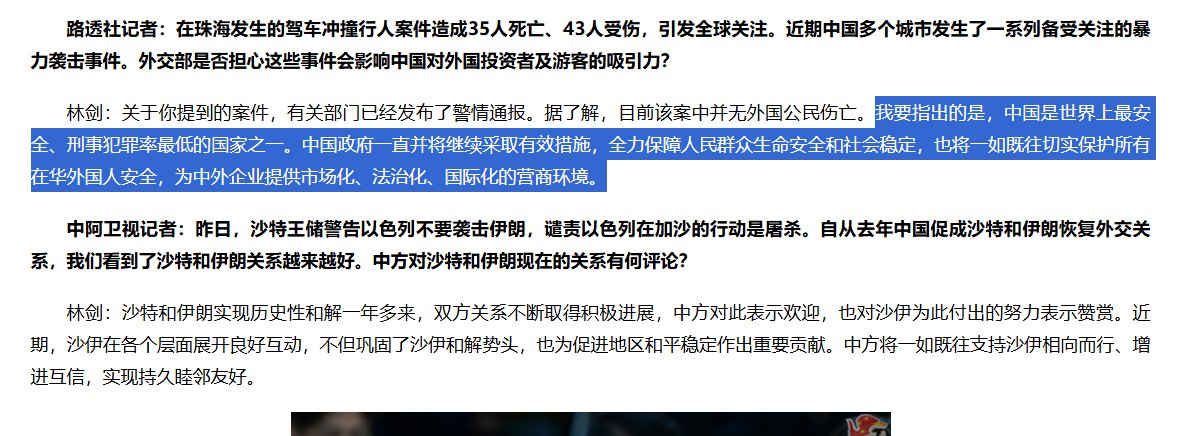 路透社记者：在珠海发生的驾车冲撞行人案件造成35人死亡、43人受伤，引发全球关注。近期中国多个城市发生了一系列备受关注的暴
力袭击事件。外交部是否担心这些事件会影响中国对外国投资者及游客的吸引力？
林剑：关于你提到的案件，有关部门已经发布了警情通报。据了解，目前该案中并无外国公民伤亡。我要指出的是，中国是世界上最安
全、刑事犯罪率最低的国家之一。中国政府一直并将继续采取有效措施，全力保障人民群众生命安全和社会稳定，也将一如既往切实保护所有
在华外国人安全，为中外企业提供市场化、法治化、国际化的营商环境。
中阿卫视记者：昨日，沙特王储警告以色列不要袭击伊朗，谴责以色列在加沙的行动是屠杀。自从去年中国促成沙特和伊朗恢复外交关
系，我们看到了沙特和伊朗关系越来越好。中方对沙特和伊朗现在的关系有何评论？
林剑：沙特和伊朗实现历史性和解一年多来，双方关系不断取得积极进展，中方对此表示欢迎，也对沙伊为此付出的努力表示赞赏。近
期，沙伊在各个层面展开良好互动，不但巩固了沙伊和解势头，也为促进地区和平稳定作出重要贡献。中方将一如既往支持沙伊相向而行、增
进互信，实现持久睦邻友好。